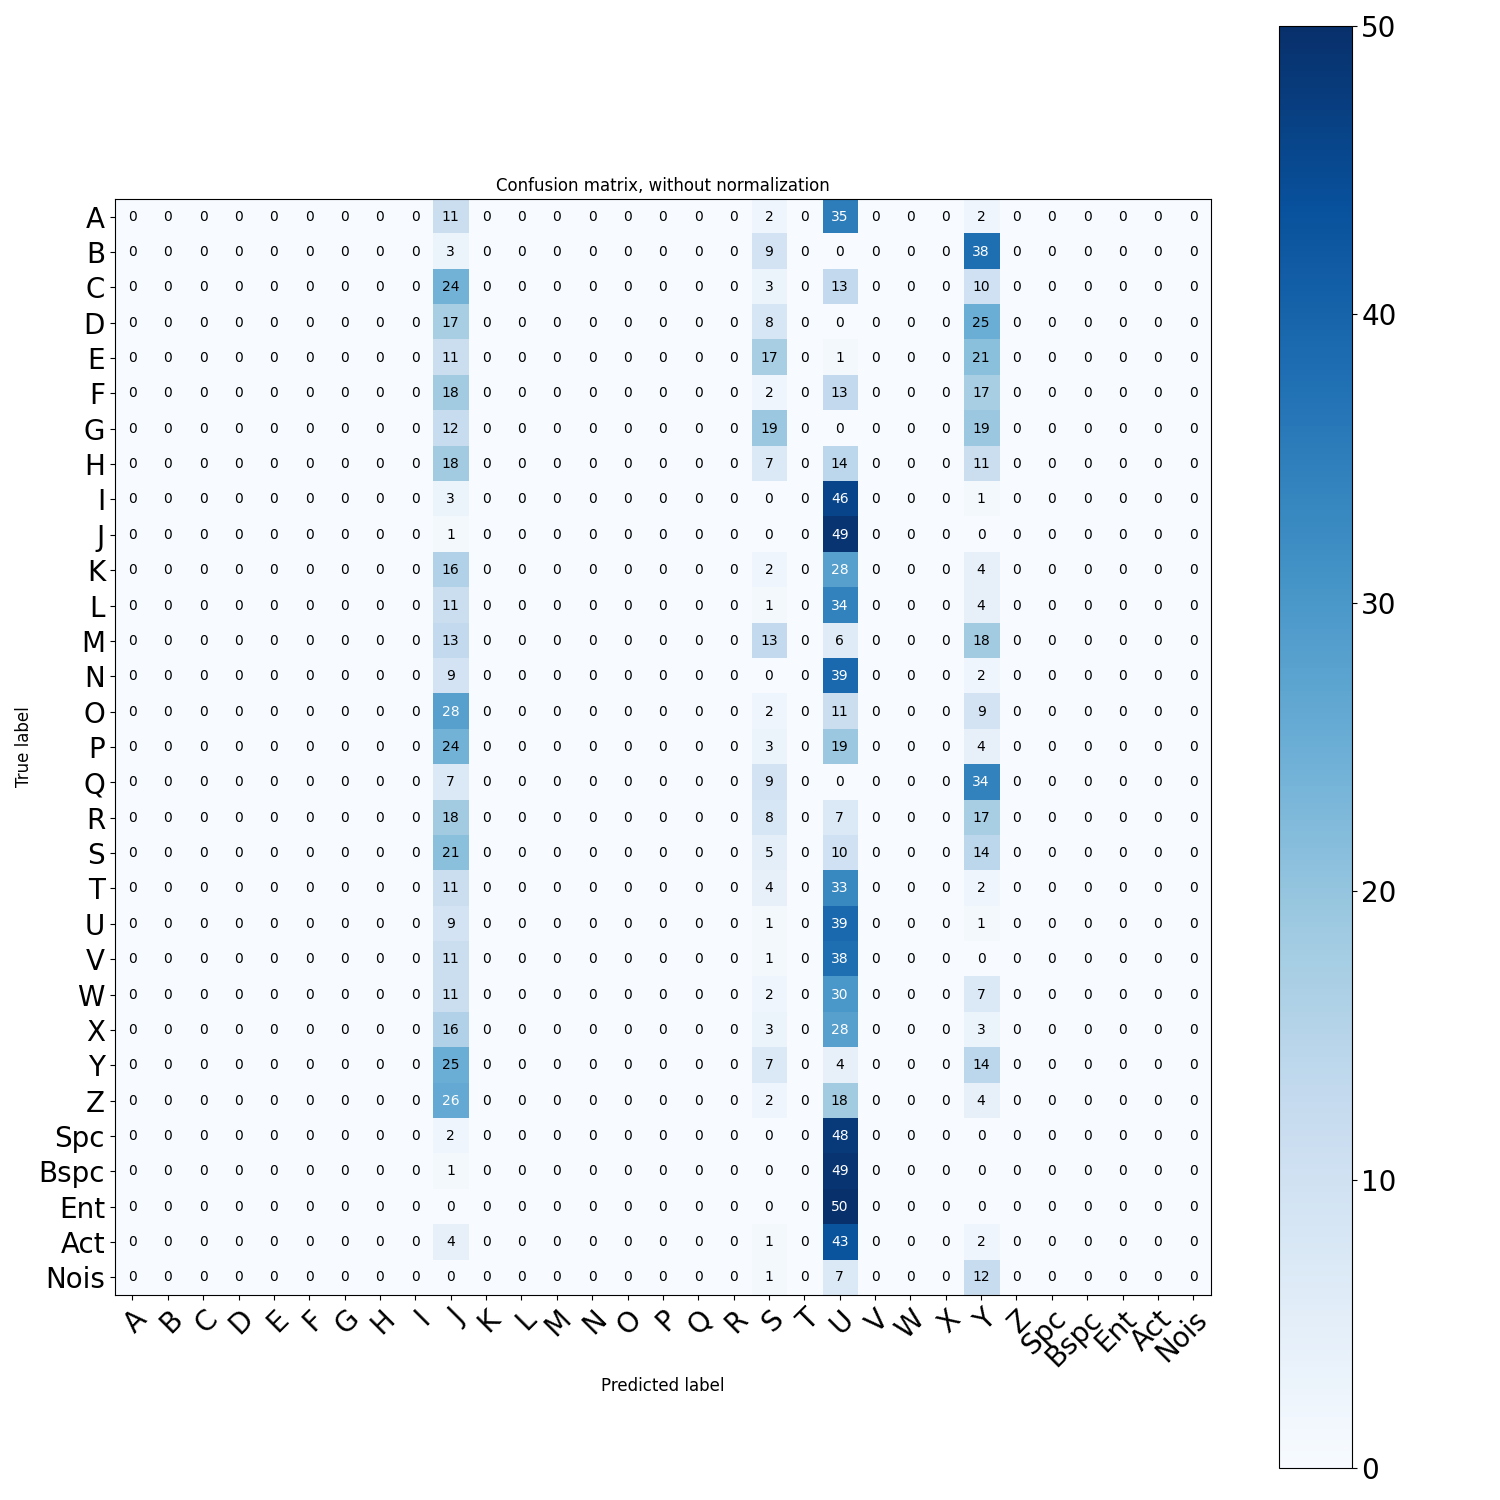 Confusion matrix, without normalization
A 0 0 0 0 0 0 0 0 0 11 0 0 0 0 0 0 0 0 2 0 35 0 0 0 2 0 0 0 0 0 0
B 0 0 0 0 0 0 0 0 0 3 0 0 0 0 0 0 0 0 9 0 0 0 0 0 38 0 0 0 0 0 0
C 0 0 0 0 0 0 0 0 0 24 0 0 0 0 0 0 0 0 3 0 13 0 0 0 10 0 0 0 0 0 0
D 0 0 0 0 0 0 0 0 0 17 0 0 0 0 0 0 0 0 8 0 0 0 0 0 25 0 0 0 0 0 0
E 0 0 0 0 0 0 0 0 0 11 0 0 0 0 0 0 0 0 17 0 1 0 0 0 21 0 0 0 0 0 0
F 0 0 0 0 0 0 0 0 0 18 0 0 0 0 0 0 0 0 2 0 13 0 0 0 17 0 0 0 0 0 0
G 0 0 0 0 0 0 0 0 0 12 0 0 0 0 0 0 0 0 19 0 0 0 0 0 19 0 0 0 0 0 0
H 0 0 0 0 0 0 0 0 0 18 0 0 0 0 0 0 0 0 7 0 14 0 0 0 11 0 0 0 0 0 0
I 0 0 0 0 0 0 0 0 0 3 0 0 0 0 0 0 0 0 0 0 46 0 0 0 1 0 0 0 0 0 0
J 0 0 0 0 0 0 0 0 0 1 0 0 0 0 0 0 0 0 0 0 49 0 0 0 0 0 0 0 0 0 0
K 0 0 0 0 0 0 0 0 0 16 0 0 0 0 0 0 0 0 2 0 28 0 0 0 4 0 0 0 0 0 0
L 0 0 0 0 0 0 0 0 0 11 0 0 0 0 0 0 0 0 1 0 34 0 0 0 4 0 0 0 0 0 0
M 0 0 0 0 0 0 0 0 0 13 0 0 0 0 0 0 0 0 13 0 6 0 0 0 18 0 0 0 0 0 0
N 0 0 0 0 0 0 0 0 0 9 0 0 0 0 0 0 0 0 0 0 39 0 0 0 2 0 0 0 0 0 0
O 0 0 0 0 0 0 0 0 0 28 0 0 0 0 0 0 0 0 2 0 11 0 0 0 9 0 0 0 0 0 0
P 0 0 0 0 0 0 0 0 0 24 0 0 0 0 0 0 0 0 3 0 19 0 0 0 4 0 0 0 0 0 0
Q 0 0 0 0 0 0 0 0 0 7 0 0 0 0 0 0 0 0 9 0 0 0 0 0 34 0 0 0 0 0 0
R 0 0 0 0 0 0 0 0 0 18 0 0 0 0 0 0 0 0 8 0 7 0 0 0 17 0 0 0 0 0 0
S 0 0 0 0 0 0 0 0 0 21 0 0 0 0 0 0 0 0 5 0 10 0 0 0 14 0 0 0 0 0 0
T 0 0 0 0 0 0 0 0 0 11 0 0 0 0 0 0 0 0 4 0 33 0 0 0 2 0 0 0 0 0 0
U 0 0 0 0 0 0 0 0 0 9 0 0 0 0 0 0 0 0 1 0 39 0 0 0 1 0 0 0 0 0 0
V 0 0 0 0 0 0 0 0 0 11 0 0 0 0 0 0 0 0 1 0 38 0 0 0 0 0 0 0 0 0 0
W 0 0 0 0 0 0 0 0 0 11 0 0 0 0 0 0 0 0 2 0 30 0 0 0 7 0 0 0 0 0 0
X 0 0 0 0 0 0 0 0 0 16 0 0 0 0 0 0 0 0 3 0 28 0 0 0 3 0 0 0 0 0 0
Y 0 0 0 0 0 0 0 0 0 25 0 0 0 0 0 0 0 0 7 0 4 0 0 0 14 0 0 0 0 0 0
Z 0 0 0 0 0 0 0 0 0 26 0 0 0 0 0 0 0 0 2 0 18 0 0 0 4 0 0 0 0 0 0
Spc 0 0 0 0 0 0 0 0 0 2 0 0 0 0 0 0 0 0 0 0 48 0 0 0 0 0 0 0 0 0 0
Bspc 0 0 0 0 0 0 0 0 0 1 0 0 0 0 0 0 0 0 0 0 49 0 0 0 0 0 0 0 0 0 0
Ent 0 0 0 0 0 0 0 0 0 0 0 0 0 0 0 0 0 0 0 0 50 0 0 0 0 0 0 0 0 0 0
Act 0 0 0 0 0 0 0 0 0 4 0 0 0 0 0 0 0 0 1 0 43 0 0 0 2 0 0 0 0 0 0
Nois 0 0 0 0 0 0 0 0 0 0 0 0 0 0 0 0 0 0 1 0 7 0 0 0 12 0 0 0 0 0 0
A B C D E F G H I J K L M N O P Q R S T U V W X Y Z Spc Bspc Ent Act Nois
Predicted label
True label
50
40
30
20
10
0